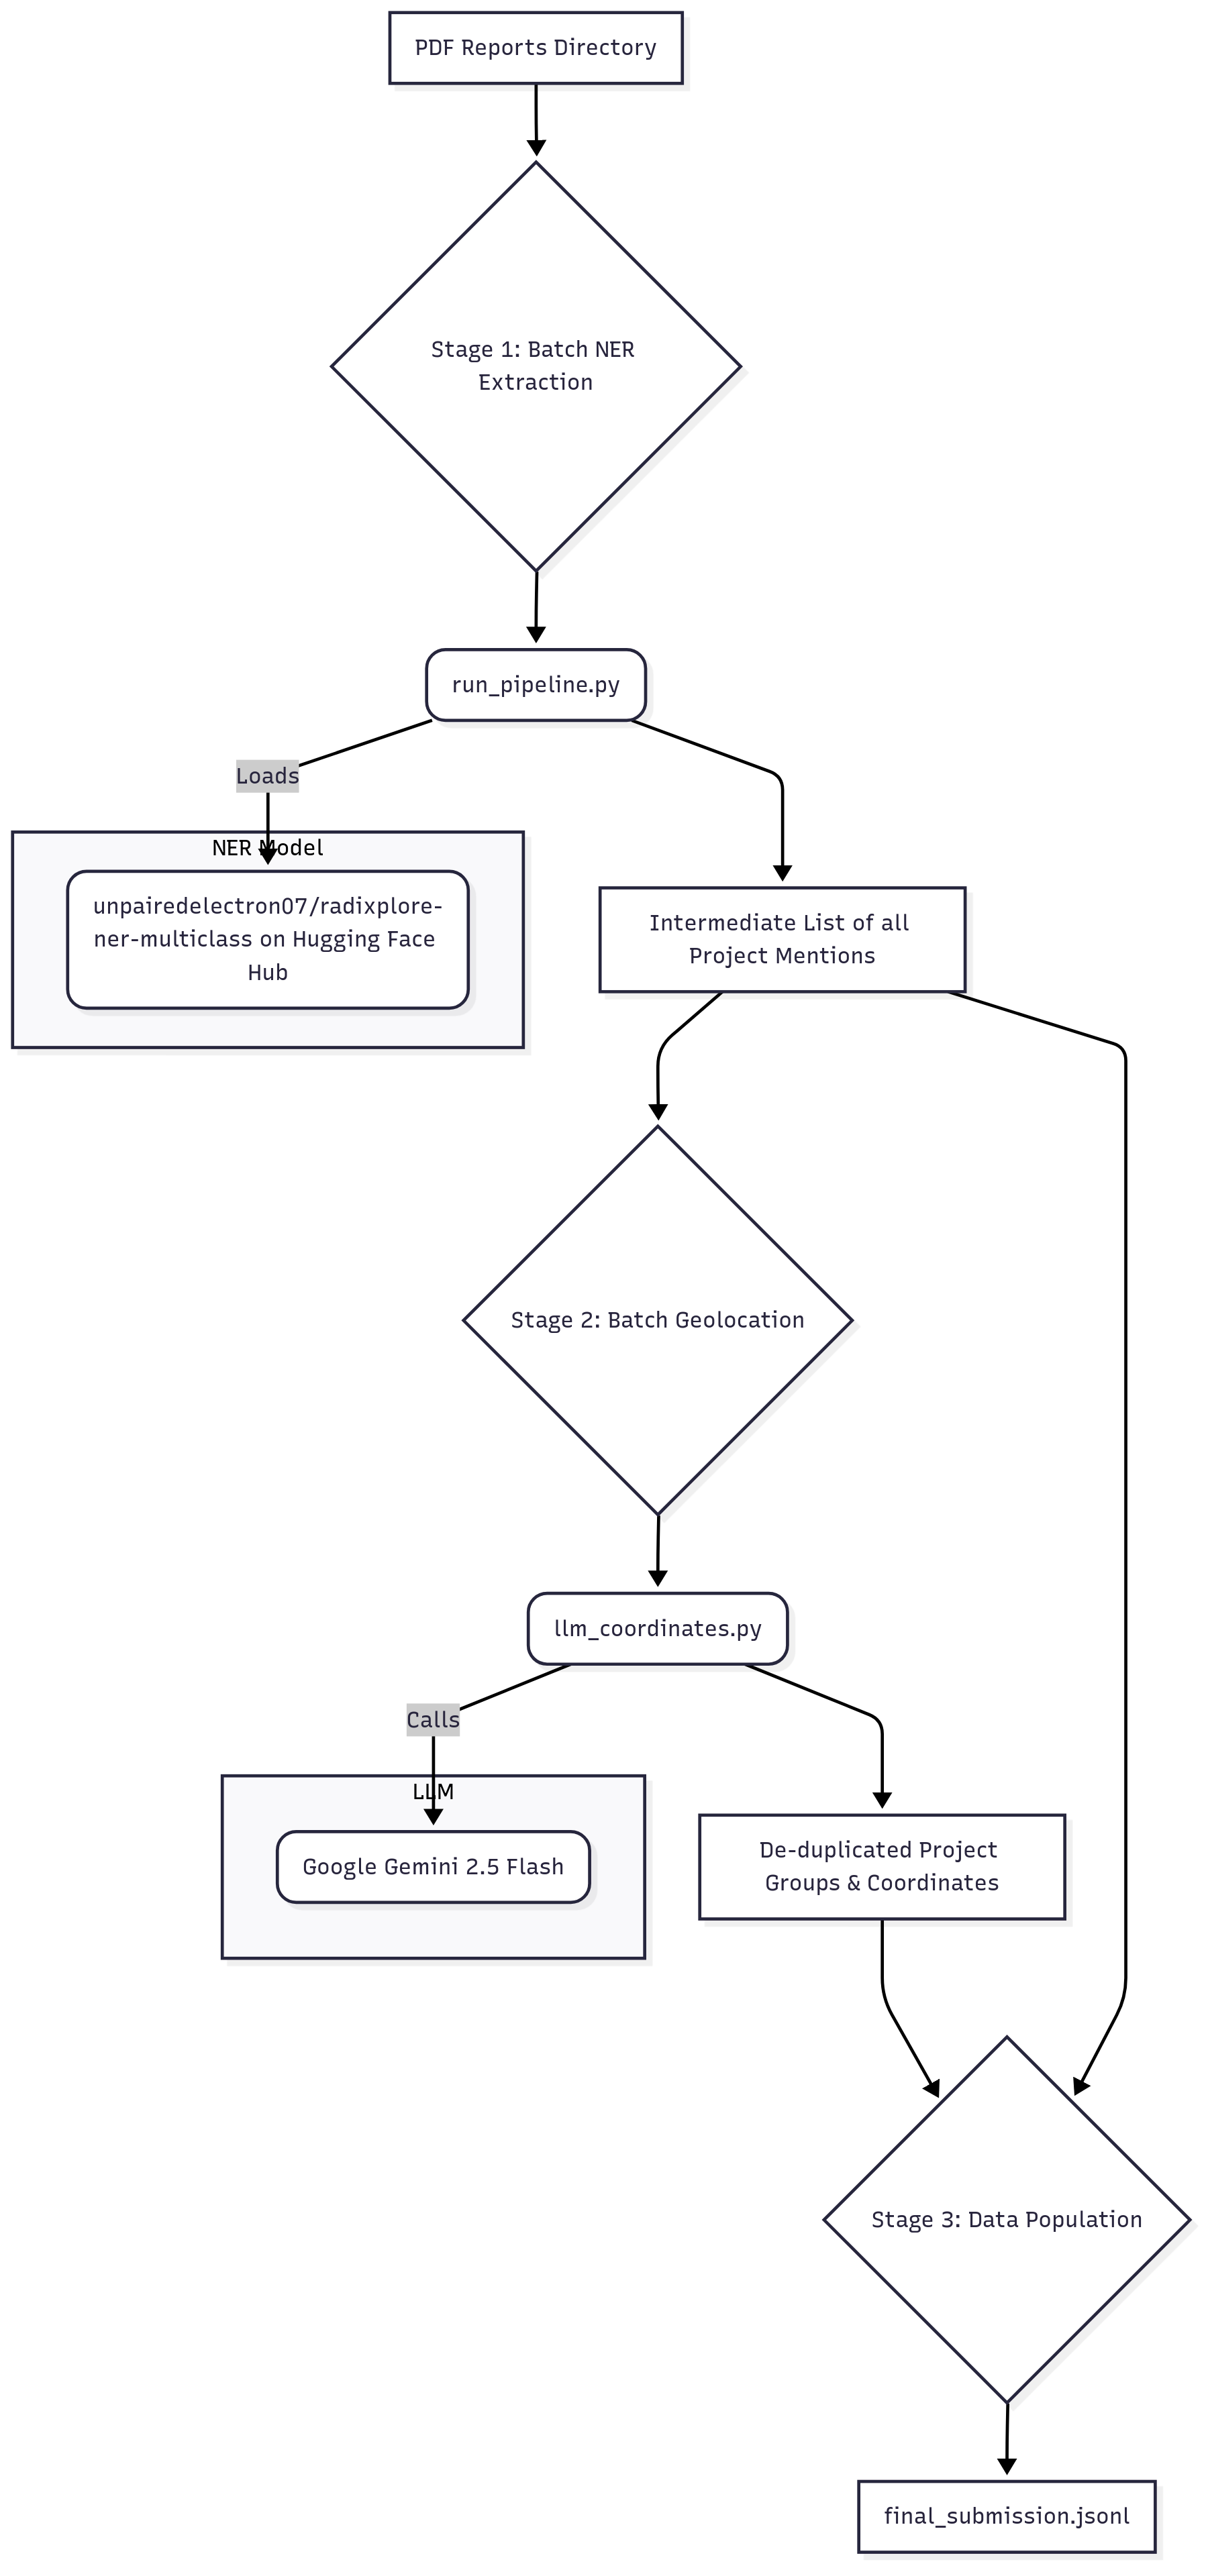 PDF Reports Directory
Stage 1: Batch NER
Extraction
run_pipeline.py
Loads
NER Model
unpairedelectron07/radixplore-
ner-multiclass on Hugging Face
Hub
Intermediate List of all
Project Mentions
Stage 2: Batch Geolocation
llm_coordinates.py
Calls
LLM
Google Gemini 2.5 Flash
De-duplicated Project
Groups & Coordinates
Stage 3: Data Population
final_submission.jsonl